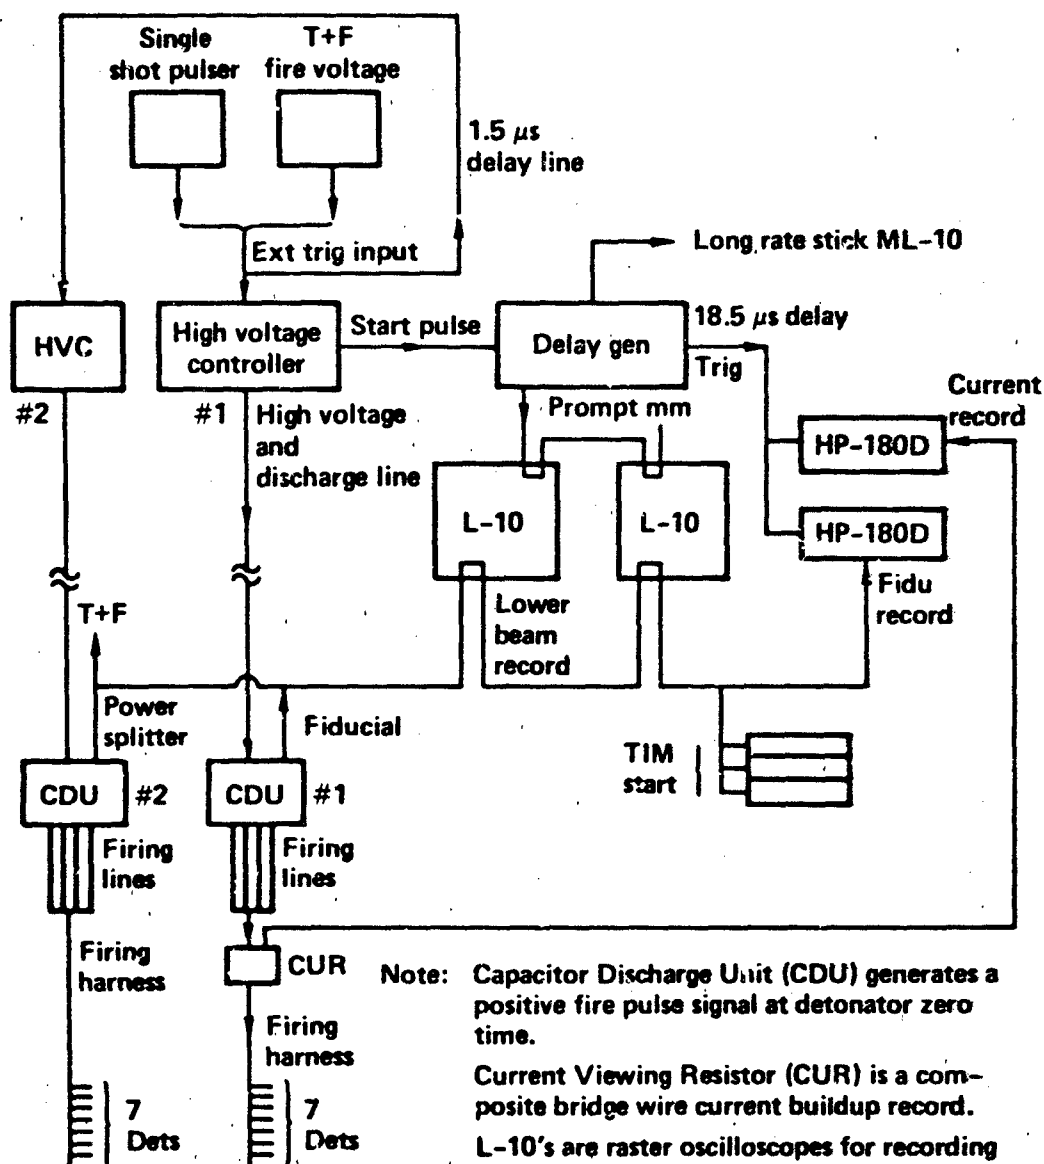 Single
shot pulser
T+F
fire voltage
1.5 μs
delay line
Ext trig input
Long rate stick ML-10
HVC
#2
High voltage
controller
#1
Start pulse
Delay gen
18.5 μs delay
Trig
High voltage
and
discharge line
Prompt mm
Current
record
HP-180D
L-10
L-10
HP-180D
Fidu
record
Lower
beam
record
T+F
Power
splitter
Fiducial
TIM
start
CDU
#2
CDU
#1
Firing
lines
Firing
lines
Firing
harness
CUR
Firing
harness
7
Dets
7
Dets
Note: Capacitor Discharge Unit (CDU) generates a
positive fire pulse signal at detonator zero
time.
Current Viewing Resistor (CUR) is a com-
posite bridge wire current buildup record.
L-10's are raster oscilloscopes for recording